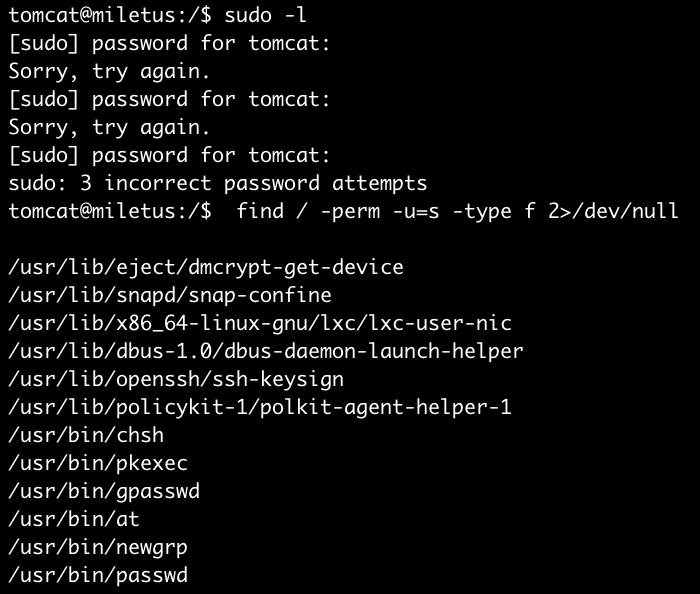 tomcat@miletus:/$ sudo -l
[sudo] password for tomcat:
Sorry, try again.
[sudo] password for tomcat:
Sorry, try again.
[sudo] password for tomcat:
sudo: 3 incorrect password attempts
tomcat@miletus:/$  find / -perm -u=s -type f 2>/dev/null
/usr/lib/eject/dmcrypt-get-device
/usr/lib/snapd/snap-confine
/usr/lib/x86_64-linux-gnu/lxc/lxc-user-nic
/usr/lib/dbus-1.0/dbus-daemon-launch-helper
/usr/lib/openssh/ssh-keysign
/usr/lib/policykit-1/polkit-agent-helper-1
/usr/bin/chsh
/usr/bin/pkexec
/usr/bin/gpasswd
/usr/bin/at
/usr/bin/newgrp
/usr/bin/passwd